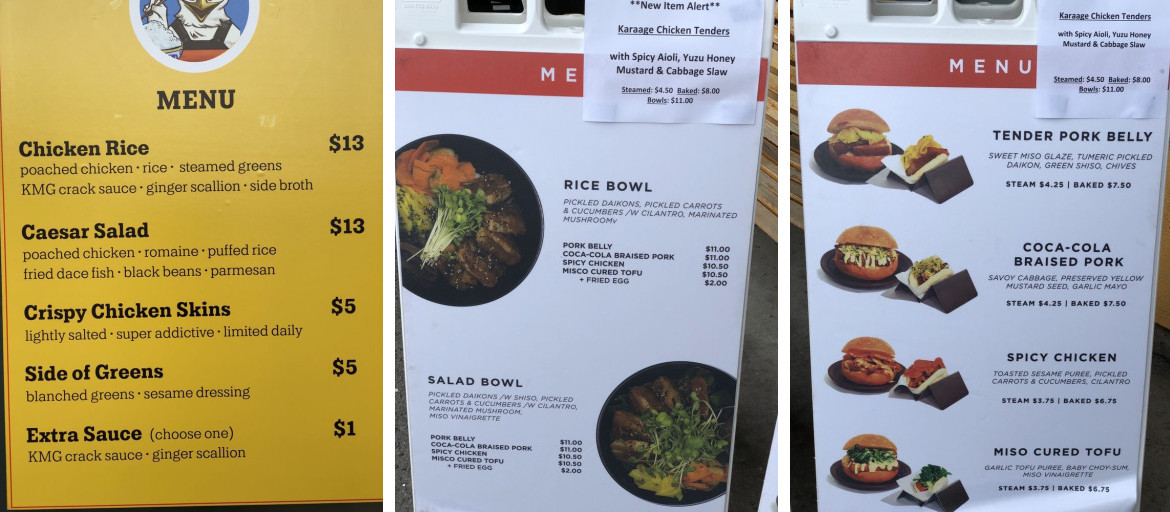 MENU
Chicken Rice $13
poached chicken · rice · steamed greens
KMG crack sauce · ginger scallion · side broth
Caesar Salad $13
poached chicken · romaine · puffed rice
fried dace fish · black beans · parmesan
Crispy Chicken Skins $5
lightly salted · super addictive · limited daily
Side of Greens $5
blanched greens · sesame dressing
Extra Sauce (choose one) $1
KMG crack sauce · ginger scallion
**New Item Alert**
Karaage Chicken Tenders
with Spicy Aioli, Yuzu Honey
Mustard & Cabbage Slaw
Steamed: $4.50 Baked: $8.00
Bowls: $11.00
ME
RICE BOWL
PICKLED DAIKONS, PICKLED CARROTS
& CUCUMBERS /W CILANTRO, MARINATED
MUSHROOMv
PORK BELLY $11.00
COCA-COLA BRAISED PORK $11.00
SPICY CHICKEN $10.50
MISCO CURED TOFU $10.50
+ FRIED EGG $2.00
SALAD BOWL
PICKLED DAIKONS /W SHISO, PICKLED
CARROTS & CUCUMBERS /W CILANTRO,
MARINATED MUSHROOM,
MISO VINAIGRETTE
PORK BELLY $11.00
COCA-COLA BRAISED PORK $11.00
SPICY CHICKEN $10.50
MISCO CURED TOFU $10.50
+ FRIED EGG $2.00
Karaage Chicken Tenders
with Spicy Aioli, Yuzu Honey
Mustard & Cabbage Slaw
Steamed: $4.50 Baked: $8.00
Bowls: $11.00
MENU
TENDER PORK BELLY
SWEET MISO GLAZE, TUMERIC PICKLED
DAIKON, GREEN SHISO, CHIVES
STEAM $4.25 | BAKED $7.50
COCA-COLA
BRAISED PORK
SAVOY CABBAGE, PRESERVED YELLOW
MUSTARD SEED, GARLIC MAYO
STEAM $4.25 | BAKED $7.50
SPICY CHICKEN
TOASTED SESAME PUREE, PICKLED
CARROTS & CUCUMBERS, CILANTRO
STEAM $3.75 | BAKED $6.75
MISO CURED TOFU
GARLIC TOFU PUREE, BABY CHOY-SUM,
MISO VINAIGRETTE
STEAM $3.75 | BAKED $6.75